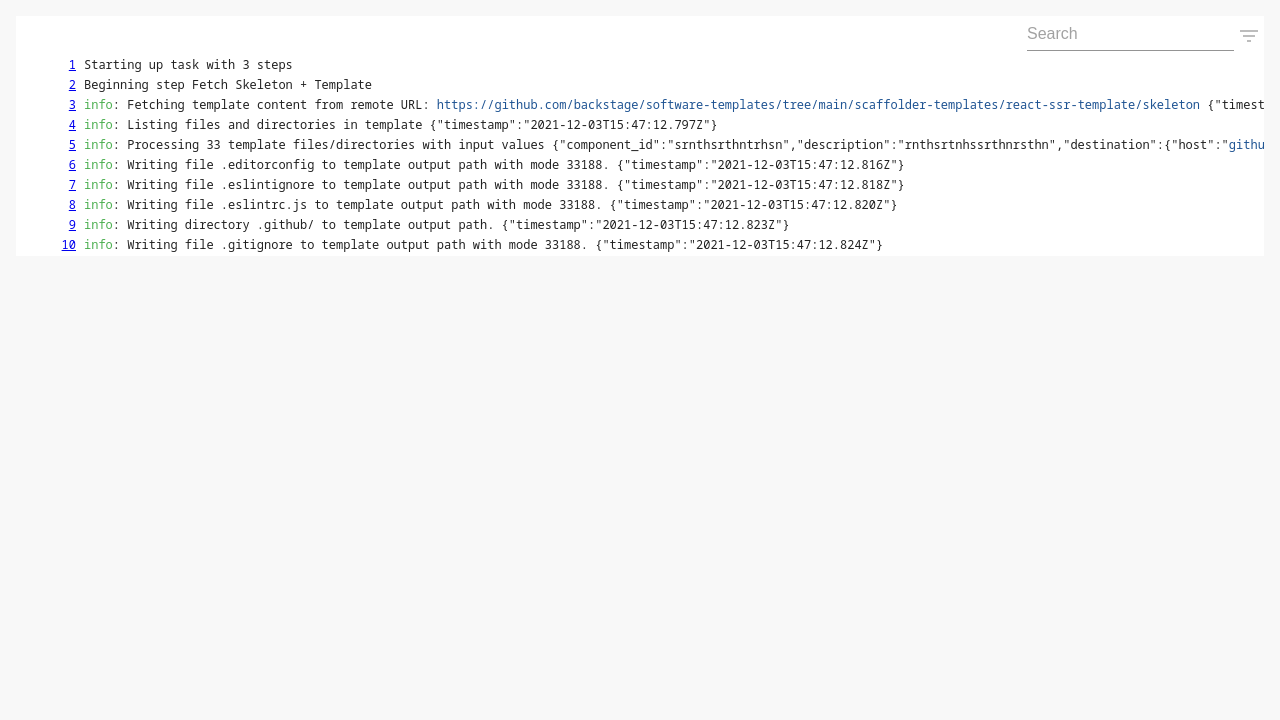 Search
1 Starting up task with 3 steps
2 Beginning step Fetch Skeleton + Template
3 info: Fetching template content from remote URL: https://github.com/backstage/software-templates/tree/main/scaffolder-templates/react-ssr-template/skeleton {"timest
4 info: Listing files and directories in template {"timestamp":"2021-12-03T15:47:12.797Z"}
5 info: Processing 33 template files/directories with input values {"component_id":"srnthsrthntrhsn","description":"rnthsrtnhssrthnrsthn","destination":{"host":"githu
6 info: Writing file .editorconfig to template output path with mode 33188. {"timestamp":"2021-12-03T15:47:12.816Z"}
7 info: Writing file .eslintignore to template output path with mode 33188. {"timestamp":"2021-12-03T15:47:12.818Z"}
8 info: Writing file .eslintrc.js to template output path with mode 33188. {"timestamp":"2021-12-03T15:47:12.820Z"}
9 info: Writing directory .github/ to template output path. {"timestamp":"2021-12-03T15:47:12.823Z"}
10 info: Writing file .gitignore to template output path with mode 33188. {"timestamp":"2021-12-03T15:47:12.824Z"}